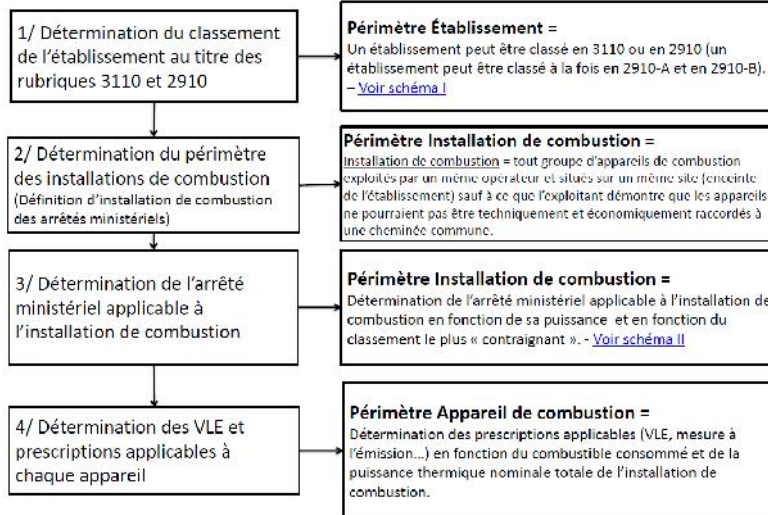 1/ Détermination du classement
de l'établissement au titre des
rubriques 3110 et 2910
Périmètre Établissement =
Un établissement peut être classé en 3110 ou en 2910 (un
établissement peut être classé à la fois en 2910-A et en 2910-B).
– Voir schéma I
2/ Détermination du périmètre
des installations de combustion
(Définition d'installation de combustion
des arrêtés ministériels)
Périmètre Installation de combustion =
Installation de combustion = tout groupe d'appareils de combustion
exploités par un même opérateur et situés sur un même site (enceinte
de l'établissement) sauf à ce que l'exploitant démontre que les appareils
ne pourraient pas être techniquement et économiquement raccordés à
une cheminée commune.
3/ Détermination de l'arrêté
ministériel applicable à
l'installation de combustion
Périmètre Installation de combustion =
Détermination de l'arrêté ministériel applicable à l'installation de
combustion en fonction de sa puissance et en fonction du
classement le plus « contraignant ». - Voir schéma II
4/ Détermination des VLE et
prescriptions applicables à
chaque appareil
Périmètre Appareil de combustion =
Détermination des prescriptions applicables (VLE, mesure à
l'émission...) en fonction du combustible consommé et de la
puissance thermique nominale totale de l'installation de
combustion.